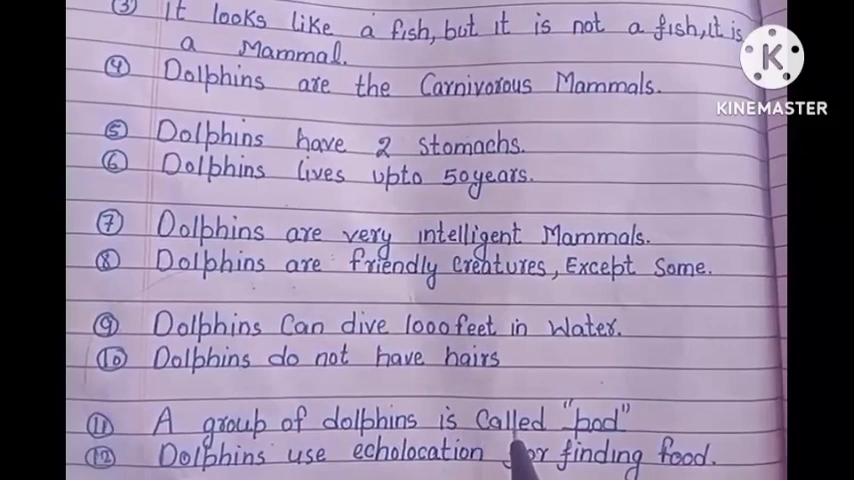 ③ It looks like a fish, but it is not a fish, it is
a Mammal.
④ Dolphins are the Carnivorous Mammals.
⑤ Dolphins have 2 stomachs.
⑥ Dolphins lives upto 50 years.
⑦ Dolphins are very intelligent Mammals.
⑧ Dolphins are friendly creatures, Except Some.
⑨ Dolphins Can dive 1000 feet in Water.
⑩ Dolphins do not have hairs
⑪ A group of dolphins is Called "pod"
⑫ Dolphins use echolocation for finding food.
K
KINEMASTER